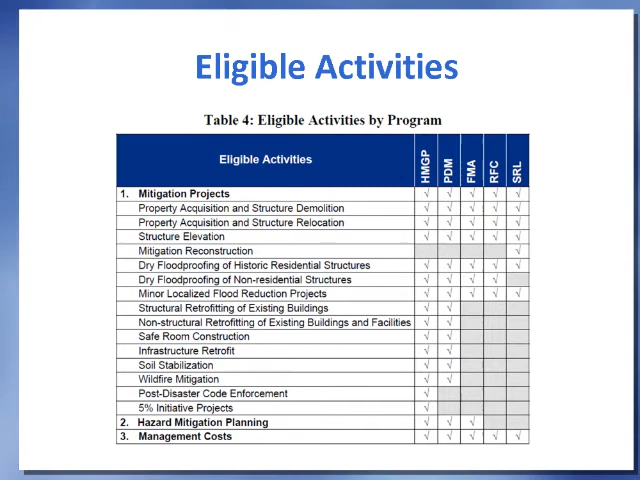 Eligible Activities
Table 4: Eligible Activities by Program
Eligible Activities HMGP PDM FMA RFC SRL
1. Mitigation Projects √ √ √ √ √
Property Acquisition and Structure Demolition √ √ √ √ √
Property Acquisition and Structure Relocation √ √ √ √ √
Structure Elevation √ √ √ √ √
Mitigation Reconstruction √
Dry Floodproofing of Historic Residential Structures √ √ √ √ √
Dry Floodproofing of Non-residential Structures √ √ √ √
Minor Localized Flood Reduction Projects √ √ √ √ √
Structural Retrofitting of Existing Buildings √ √
Non-structural Retrofitting of Existing Buildings and Facilities √ √
Safe Room Construction √ √
Infrastructure Retrofit √ √
Soil Stabilization √ √
Wildfire Mitigation √ √
Post-Disaster Code Enforcement √
5% Initiative Projects √
2. Hazard Mitigation Planning √ √ √
3. Management Costs √ √ √ √ √